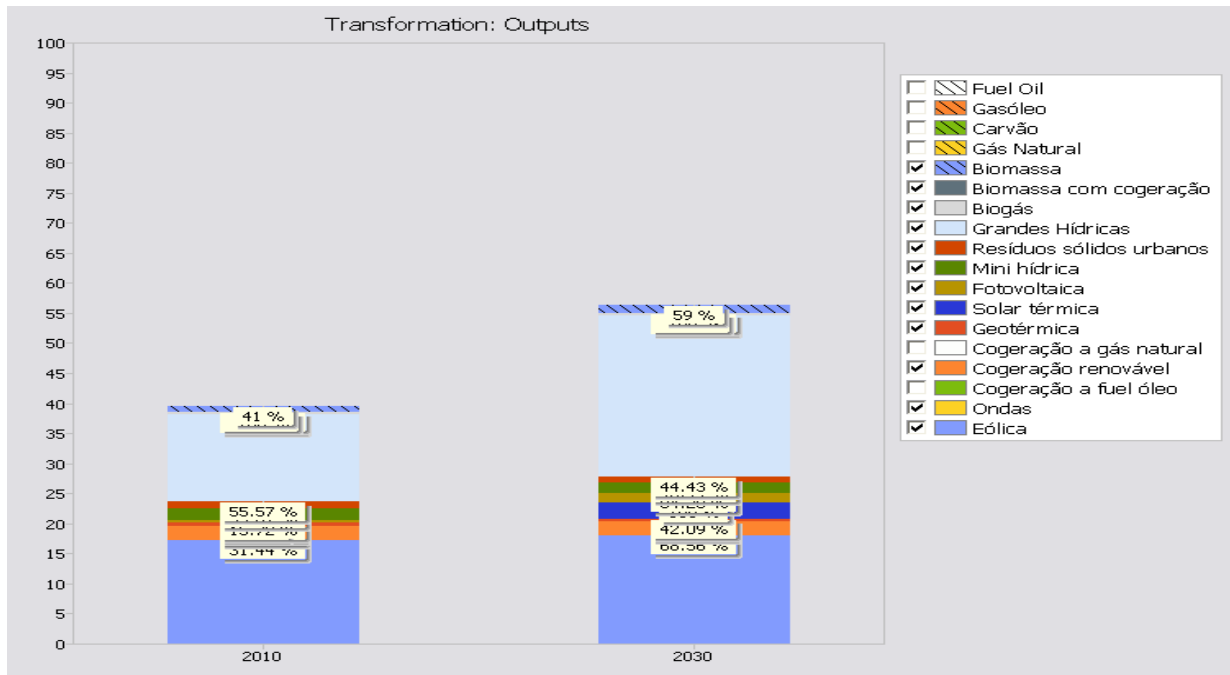 Transformation: Outputs
100
95
90
85
80
75
70
65
60
55
50
45
40
35
30
25
20
15
10
5
0
41 %
55.57 %
31.44 %
59 %
44.43 %
42.09 %
68.56 %
2010
2030
Fuel Oil
Gasóleo
Carvão
Gás Natural
Biomassa
Biomassa com cogeração
Biogás
Grandes Hídricas
Resíduos sólidos urbanos
Mini hídrica
Fotovoltaica
Solar térmica
Geotérmica
Cogeração a gás natural
Cogeração renovável
Cogeração a fuel óleo
Ondas
Eólica